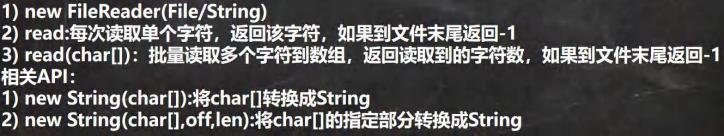 1) new FileReader(File/String)
2) read:每次读取单个字符，返回该字符，如果到文件末尾返回-1
3) read(char[])：批量读取多个字符到数组，返回读取到的字符数，如果到文件末尾返回-1
相关API：
1) new String(char[]):将char[]转换成String
2) new String(char[],off,len):将char[]的指定部分转换成String